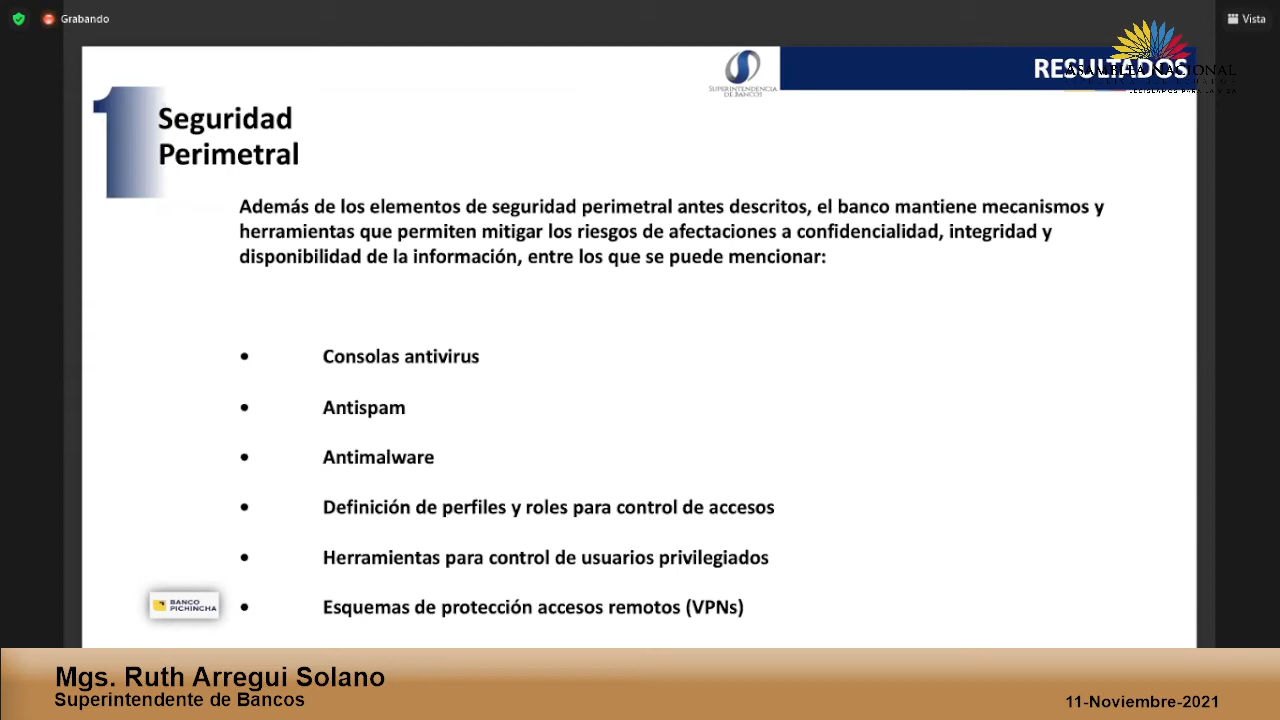 Grabando
Vista
SUPERINTENDENCIA
DE BANCOS
RESULTADOS
ASAMBLEA NACIONAL
1
Seguridad
Perimetral
Además de los elementos de seguridad perimetral antes descritos, el banco mantiene mecanismos y
herramientas que permiten mitigar los riesgos de afectaciones a confidencialidad, integridad y
disponibilidad de la información, entre los que se puede mencionar:
• Consolas antivirus
• Antispam
• Antimalware
• Definición de perfiles y roles para control de accesos
• Herramientas para control de usuarios privilegiados
BANCO
PICHINCHA
• Esquemas de protección accesos remotos (VPNs)
Mgs. Ruth Arregui Solano
Superintendente de Bancos
11-Noviembre-2021